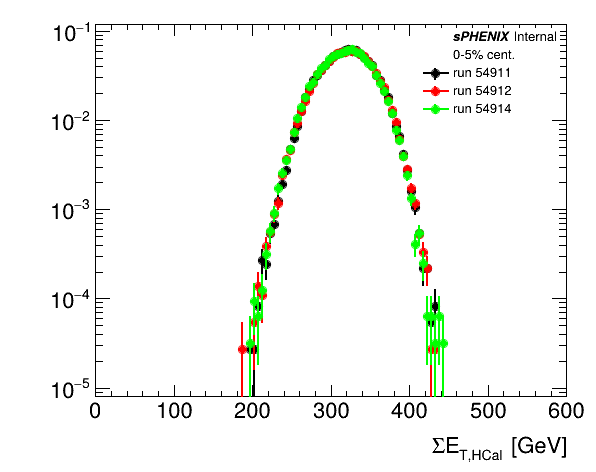 sPHENIX Internal
0-5% cent.
run 54911
run 54912
run 54914
10⁻¹
10⁻²
10⁻³
10⁻⁴
10⁻⁵
0 100 200 300 400 500 600
ΣE_T,HCal [GeV]